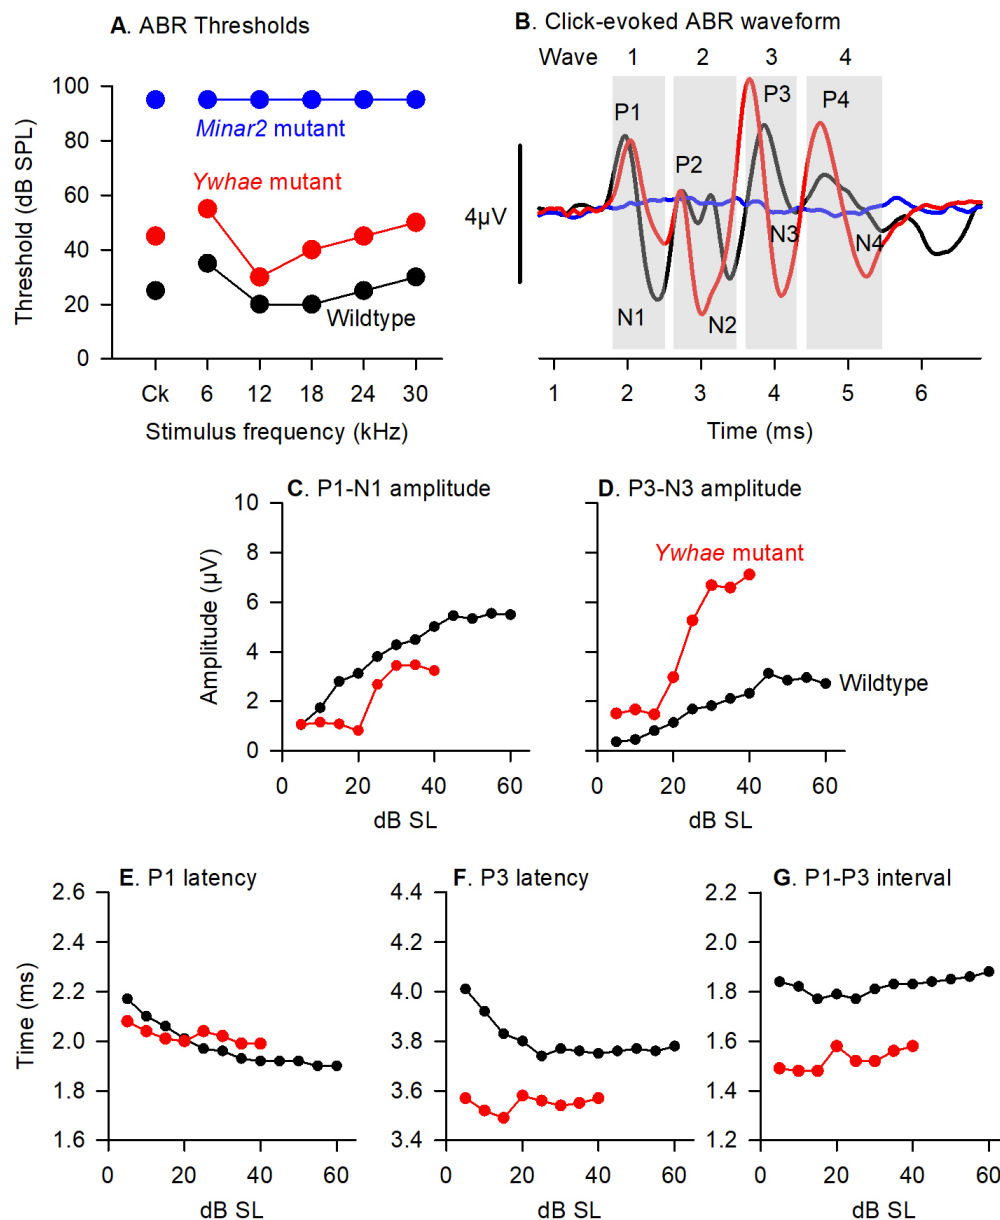 A. ABR Thresholds
100
80
60
40
20
0
Threshold (dB SPL)
Minar2 mutant
Ywhae mutant
Wildtype
Ck 6 12 18 24 30
Stimulus frequency (kHz)
B. Click-evoked ABR waveform
Wave 1 2 3 4
P1
P2
P3
P4
4µV
N1
N2
N3
N4
1 2 3 4 5 6
Time (ms)
C. P1-N1 amplitude
10
8
6
4
2
0
Amplitude (µV)
0 20 40 60
dB SL
D. P3-N3 amplitude
Ywhae mutant
Wildtype
0 20 40 60
dB SL
E. P1 latency
2.6
2.4
2.2
2.0
1.8
1.6
Time (ms)
0 20 40 60
dB SL
F. P3 latency
4.4
4.2
4.0
3.8
3.6
3.4
0 20 40 60
dB SL
G. P1-P3 interval
2.2
2.0
1.8
1.6
1.4
1.2
0 20 40 60
dB SL